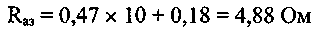 Rаз = 0,47 × 10 + 0,18 = 4,88 Ом